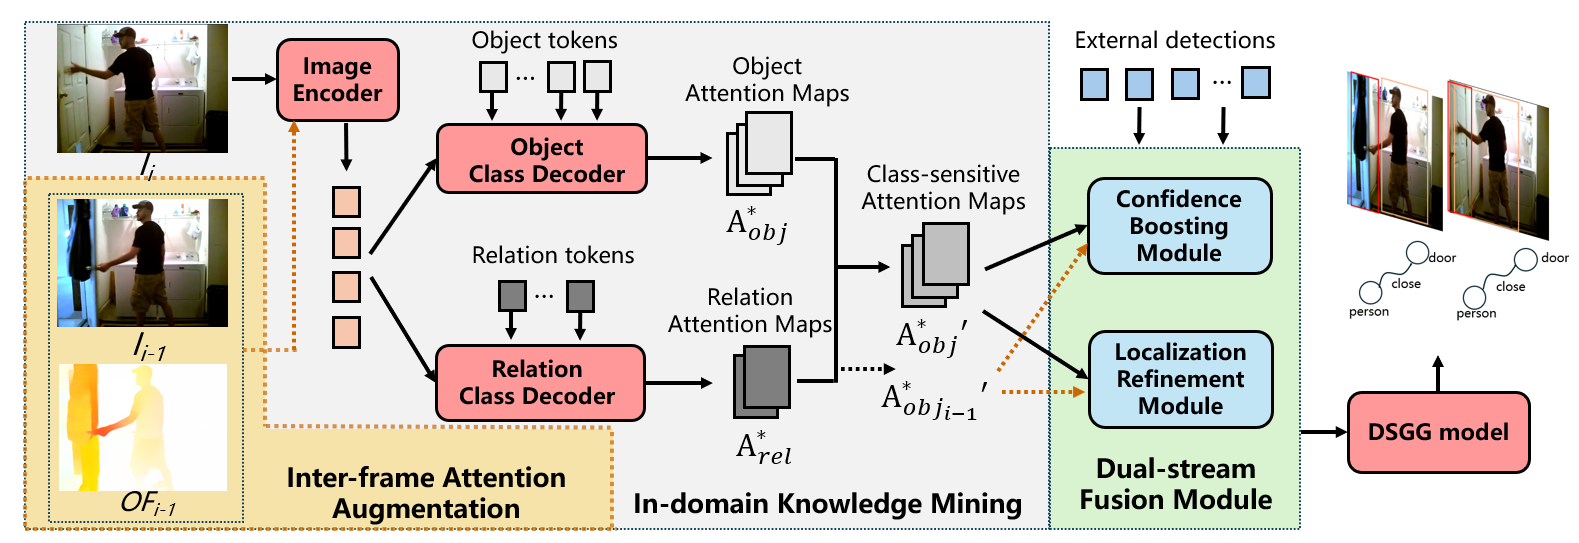 I_i
Image
Encoder
I_{i-1}
OF_{i-1}
Inter-frame Attention
Augmentation
Object tokens
...
Object
Class Decoder
Relation tokens
...
Relation
Class Decoder
Object
Attention Maps
A^*_{obj}
Relation
Attention Maps
A^*_{rel}
Class-sensitive
Attention Maps
A^*_{obj}′
A^*_{obj_{i-1}}′
In-domain Knowledge Mining
External detections
...
Confidence
Boosting
Module
Localization
Refinement
Module
Dual-stream
Fusion Module
door
close
person
door
close
person
DSGG model